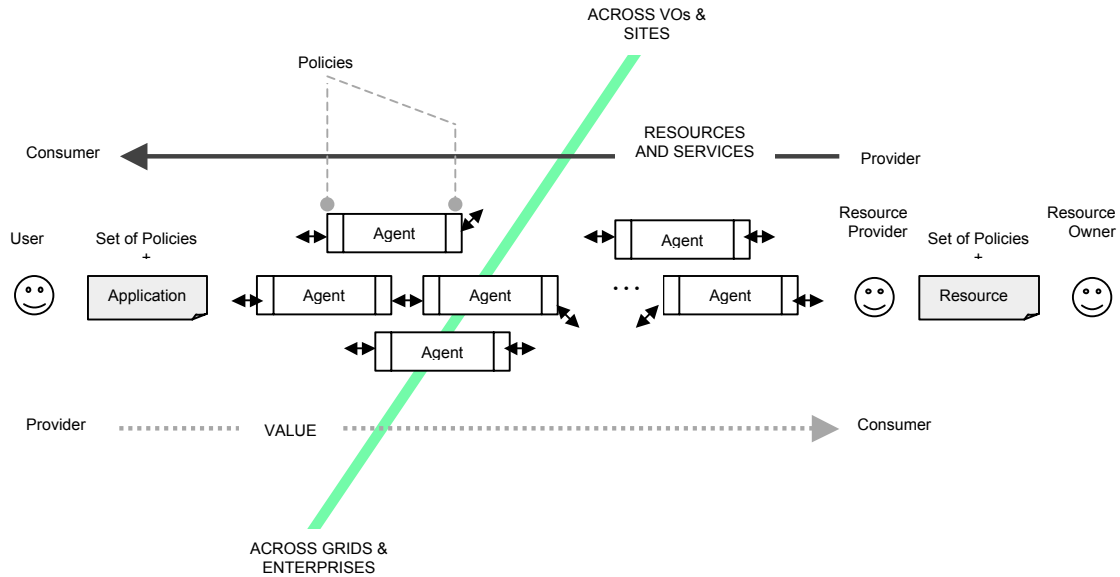 ACROSS VOs &
SITES
Policies
RESOURCES
AND SERVICES
Consumer
Provider
User
Set of Policies
+
Application
Agent
Agent
Agent
Agent
Agent
...
Agent
Resource
Provider
Set of Policies
+
Resource
Resource
Owner
Provider
VALUE
Consumer
ACROSS GRIDS &
ENTERPRISES